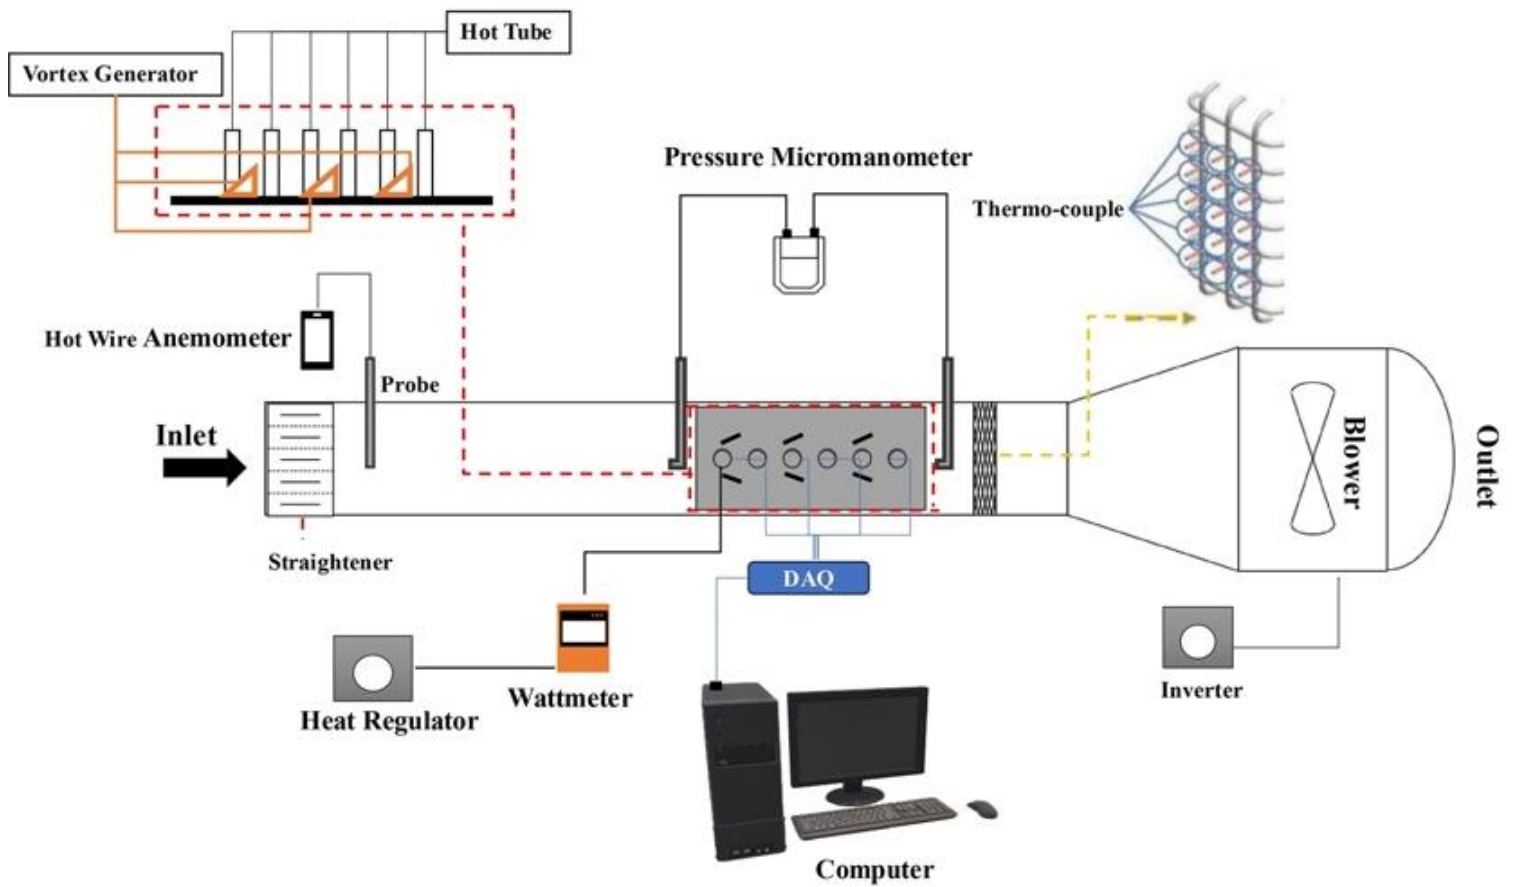 Hot Tube
Vortex Generator
Pressure Micromanometer
Thermo-couple
Hot Wire Anemometer
Probe
Inlet
Blower
Outlet
Straightener
DAQ
Inverter
Wattmeter
Heat Regulator
Computer